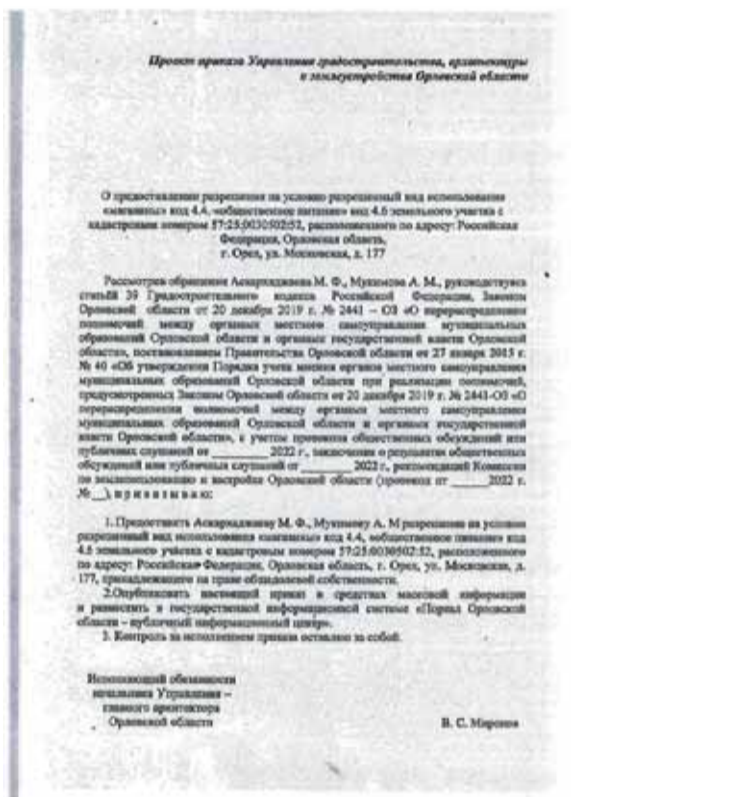 Проект приказа Управления градостроительства, архитектуры
и землеустройства Орловской области
О предоставлении разрешения на условно разрешенный вид использования
«магазины» код 4.4, «общественное питание» код 4.6 земельного участка с
кадастровым номером 57:25:0030502:52, расположенного по адресу: Российская
Федерация, Орловская область,
г. Орел, ул. Московская, д. 177
Рассмотрев обращение Аскархаджаева М. Ф., Мукимова А. М., руководствуясь
статьёй 39 Градостроительного кодекса Российской Федерации, Законом
Орловской области от 20 декабря 2019 г. № 2441 – ОЗ «О перераспределении
полномочий между органами местного самоуправления муниципальных
образований Орловской области и органами государственной власти Орловской
области», постановлением Правительства Орловской области от 27 января 2015 г.
№ 40 «Об утверждении Порядка учета мнения органов местного самоуправления
муниципальных образований Орловской области при реализации полномочий,
предусмотренных Законом Орловской области от 20 декабря 2019 г. № 2441-ОЗ «О
перераспределении полномочий между органами местного самоуправления
муниципальных образований Орловской области и органами государственной
власти Орловской области», с учетом протокола общественных обсуждений или
публичных слушаний от ________ 2022 г., заключения о результатах общественных
обсуждений или публичных слушаний от ________ 2022 г., рекомендаций Комиссии
по землепользованию и застройке Орловской области (протокол от ______2022 г.
№ __), п р и к а з ы в а ю:
1. Предоставить Аскархаджаеву М. Ф., Мукимову А. М разрешение на условно
разрешенный вид использования «магазины» код 4.4, «общественное питание» код
4.6 земельного участка с кадастровым номером 57:25:0030502:52, расположенного
по адресу: Российская Федерация, Орловская область, г. Орел, ул. Московская, д.
177, принадлежащего на праве общедолевой собственности.
2.Опубликовать настоящий приказ в средствах массовой информации
и разместить в государственной информационной системе «Портал Орловской
области – публичный информационный центр».
3. Контроль за исполнением приказа оставляю за собой.
Исполняющий обязанности
начальника Управления –
главного архитектора
Орловской области
В. С. Миронов